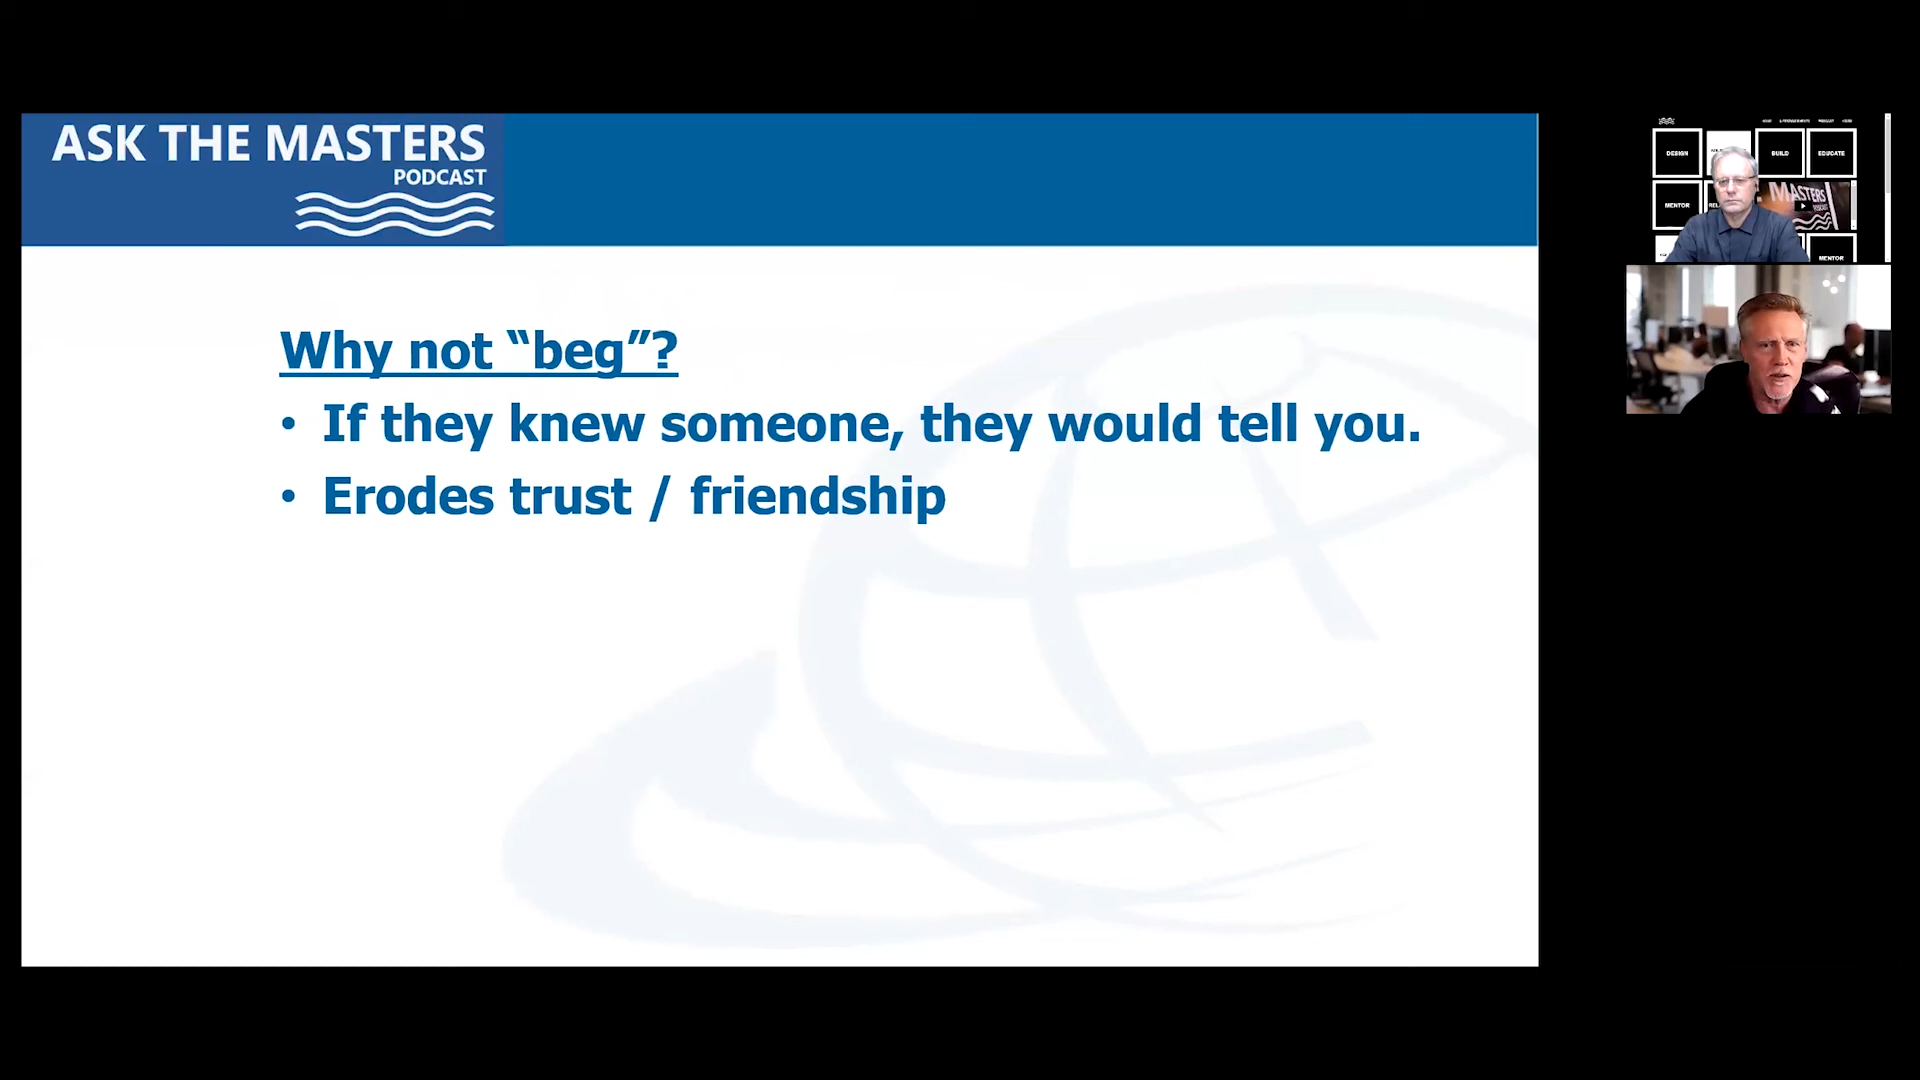 ASK THE MASTERS
PODCAST
Why not “beg”?
• If they knew someone, they would tell you.
• Erodes trust / friendship
DESIGN
BUILD
EDUCATE
MENTOR
MASTERS
MENTOR